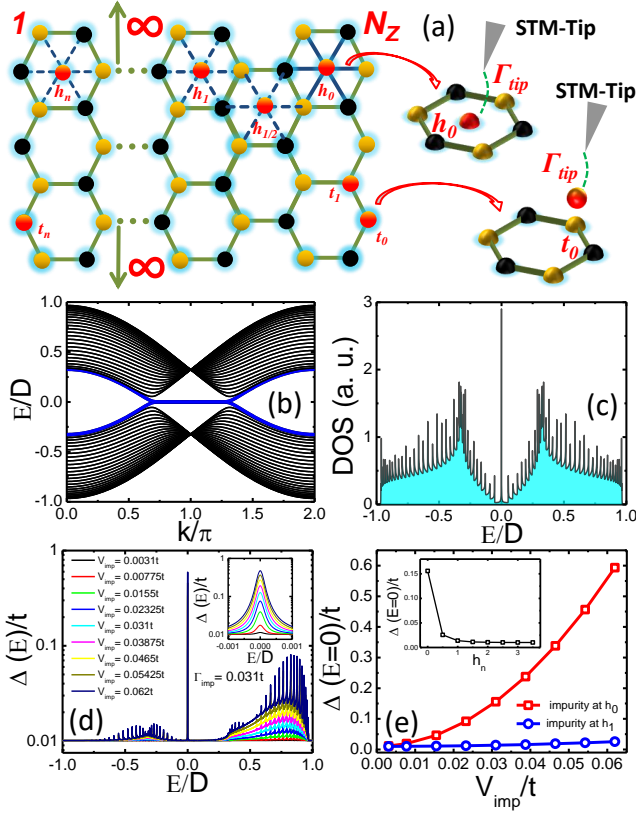 1 ∞ N_Z (a) STM-Tip
h_n h_1 h_0 Γ_tip
h_{1/2} h_0 STM-Tip
Γ_tip
t_1
t_n t_0 t_0
∞
(b)
E/D
1.0
0.5
0.0
-0.5
-1.0
0.0 0.5 1.0 1.5 2.0
k/π
(c)
DOS (a. u.)
3
2
1
0
-1.0 -0.5 0.0 0.5 1.0
E/D
(d)
Δ (E)/t
0.1
0.01
V_imp= 0.0031t
V_imp= 0.00775t
V_imp= 0.0155t
V_imp= 0.02325t
V_imp= 0.031t
V_imp= 0.03875t
V_imp= 0.0465t
V_imp= 0.05425t
V_imp= 0.062t
Δ (E)/t
0.1
0.01
-0.001 0.000 0.001
E/D
Γ_imp= 0.031t
-1.0 -0.5 0.0 0.5 1.0
E/D
(e)
Δ (E=0)/t
0.6
0.5
0.4
0.3
0.2
0.1
0.0
Δ (E=0)/t
0.15
0.10
0.05
0.00
0 1 2 3
h_n
impurity at h_0
impurity at h_1
0.00 0.01 0.02 0.03 0.04 0.05 0.06
V_imp/t